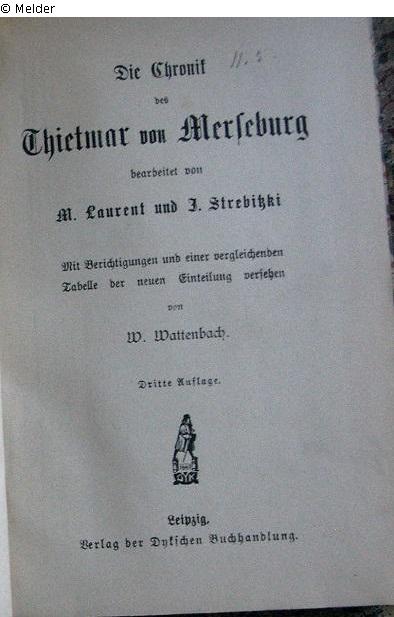 © Melder
Die Chronik
des
Thietmar von Merseburg
bearbeitet von
M. Laurent und J. Strebitzki
Mit Berichtigungen und einer vergleichenden
Tabelle der neuen Einteilung versehen
von
W. Wattenbach.
Dritte Auflage.
Leipzig.
Verlag der Dykschen Buchhandlung.